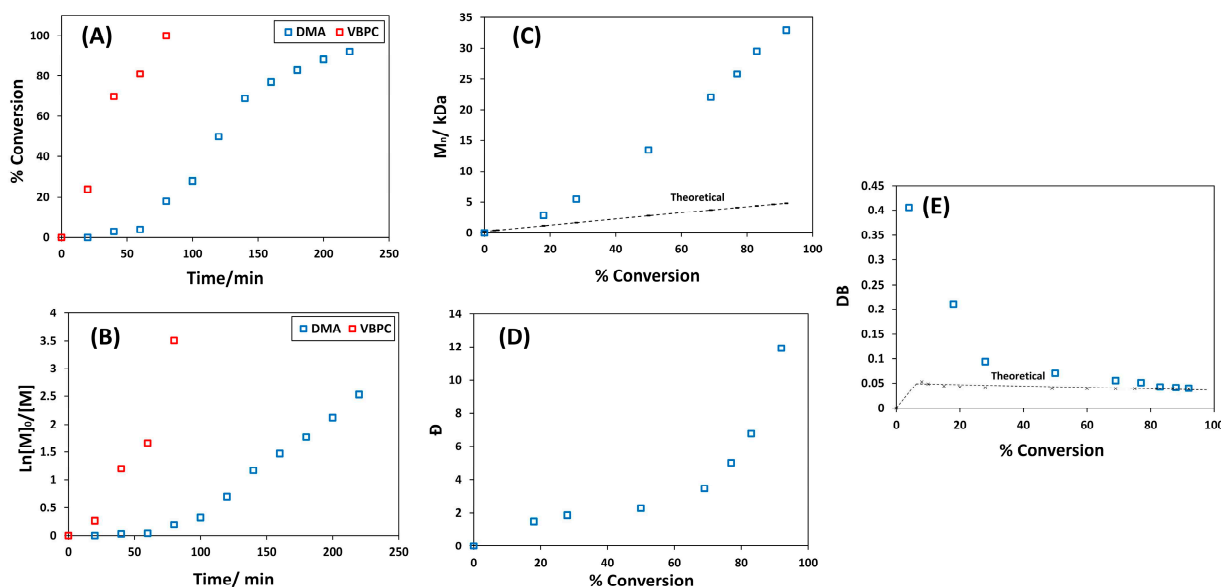 (A)
DMA VBPC
100
80
60
40
20
0
0 50 100 150 200 250
% Conversion
Time/min
(B)
DMA VBPC
4
3.5
3
2.5
2
1.5
1
0.5
0
0 50 100 150 200 250
Ln[M]₀/[M]
Time/ min
(C)
35
30
25
20
15
10
5
0
0 20 40 60 80 100
Mₙ/ kDa
Theoretical
% Conversion
(D)
14
12
10
8
6
4
2
0
0 20 40 60 80 100
Đ
% Conversion
(E)
0.45
0.4
0.35
0.3
0.25
0.2
0.15
0.1
0.05
0
0 20 40 60 80 100
DB
Theoretical
% Conversion